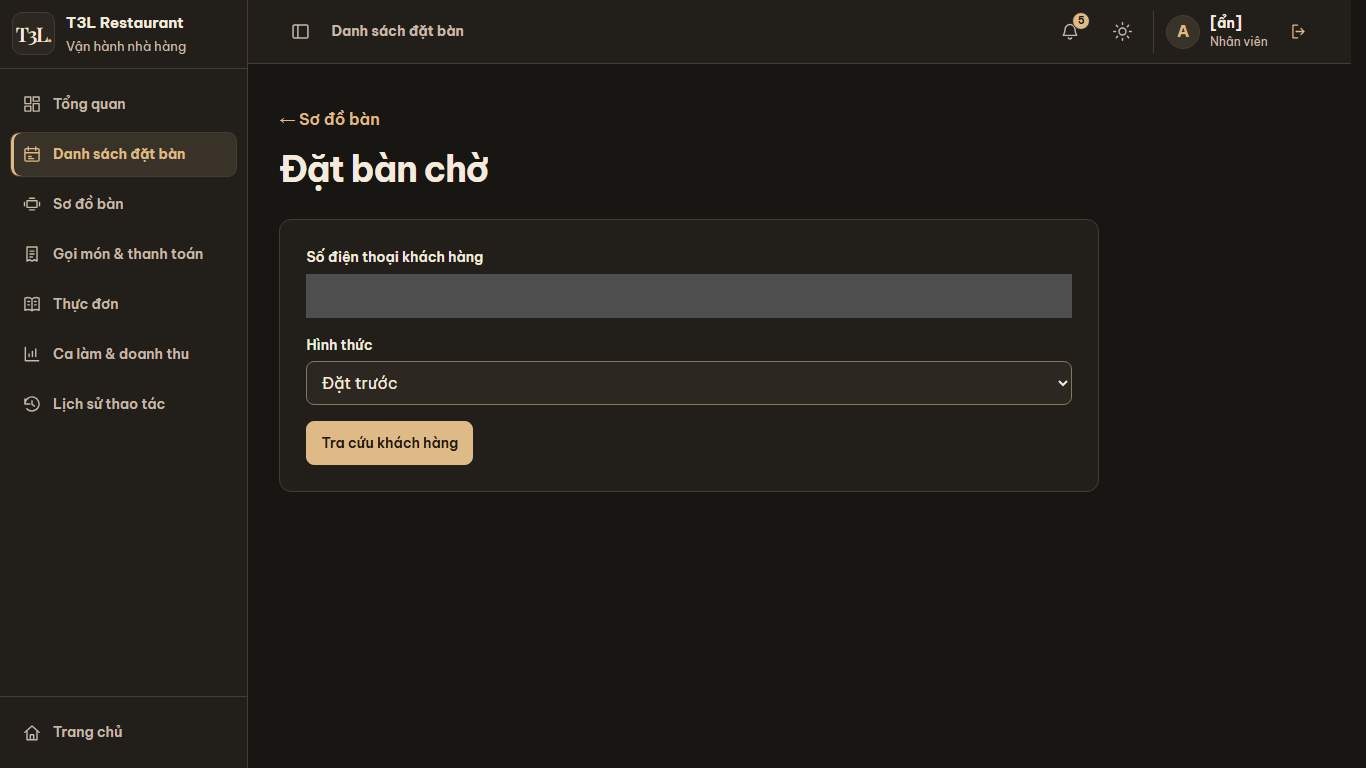 T3L.
T3L Restaurant
Vận hành nhà hàng
Tổng quan
Danh sách đặt bàn
Sơ đồ bàn
Gọi món & thanh toán
Thực đơn
Ca làm & doanh thu
Lịch sử thao tác
Trang chủ
Danh sách đặt bàn
5
A
[ẩn]
Nhân viên
← Sơ đồ bàn
Đặt bàn chờ
Số điện thoại khách hàng
Hình thức
Đặt trước
Tra cứu khách hàng